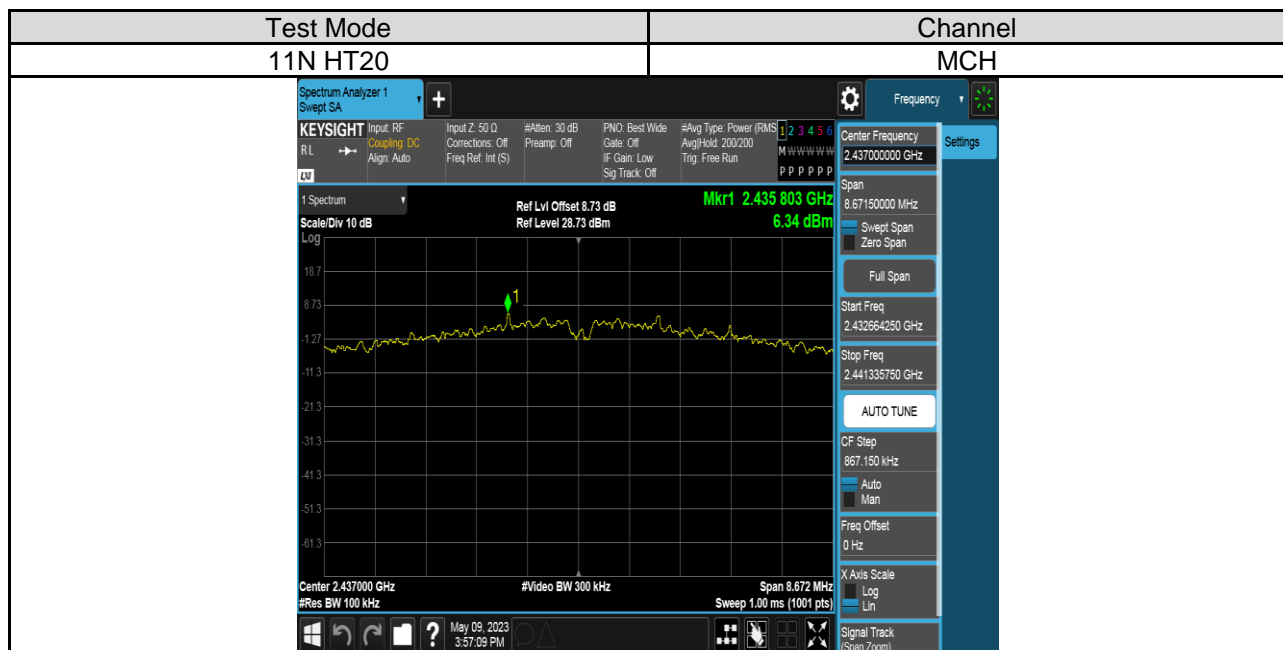 Test Mode Channel
11N HT20 MCH
Spectrum Analyzer 1
Swept SA
+
Frequency
KEYSIGHT Input: RF Input Z: 50 Ω #Atten: 30 dB PNO: Best Wide #Avg Type: Power (RMS 1 2 3 4 5 6
RL Coupling: DC Corrections: Off Preamp: Off Gate: Off Avg|Hold: 200/200 M W W W W W
Align: Auto Freq Ref: Int (S) IF Gain: Low Trig: Free Run
LXI Sig Track: Off P P P P P P
1 Spectrum
Scale/Div 10 dB
Log
Ref Lvl Offset 8.73 dB
Ref Level 28.73 dBm
Mkr1 2.435 803 GHz
6.34 dBm
18.7
8.73
-1.27
-11.3
-21.3
-31.3
-41.3
-51.3
-61.3
1
Center 2.437000 GHz #Video BW 300 kHz Span 8.672 MHz
#Res BW 100 kHz Sweep 1.00 ms (1001 pts)
? May 09, 2023
3:57:09 PM
Center Frequency
2.437000000 GHz
Settings
Span
8.67150000 MHz
Swept Span
Zero Span
Full Span
Start Freq
2.432664250 GHz
Stop Freq
2.441335750 GHz
AUTO TUNE
CF Step
867.150 kHz
Auto
Man
Freq Offset
0 Hz
X Axis Scale
Log
Lin
Signal Track
(Span Zoom)